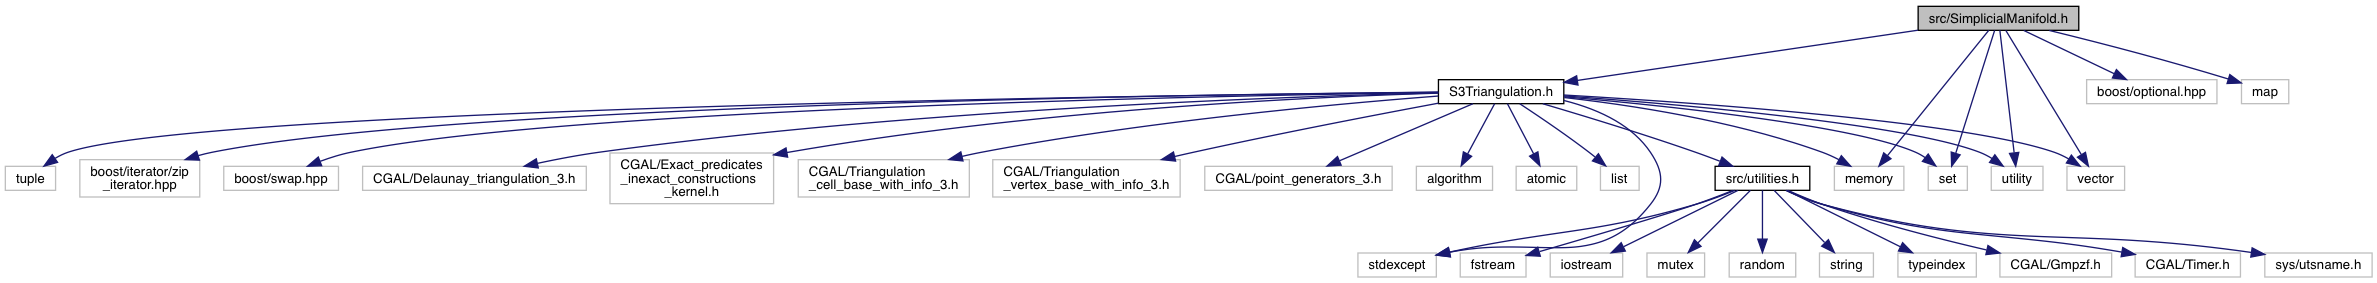 src/SimplicialManifold.h
S3Triangulation.h
boost/optional.hpp
map
tuple
boost/iterator/zip
_iterator.hpp
boost/swap.hpp
CGAL/Delaunay_triangulation_3.h
CGAL/Exact_predicates
_inexact_constructions
_kernel.h
CGAL/Triangulation
_cell_base_with_info_3.h
CGAL/Triangulation
_vertex_base_with_info_3.h
CGAL/point_generators_3.h
algorithm
atomic
list
src/utilities.h
memory
set
utility
vector
stdexcept
fstream
iostream
mutex
random
string
typeindex
CGAL/Gmpzf.h
CGAL/Timer.h
sys/utsname.h